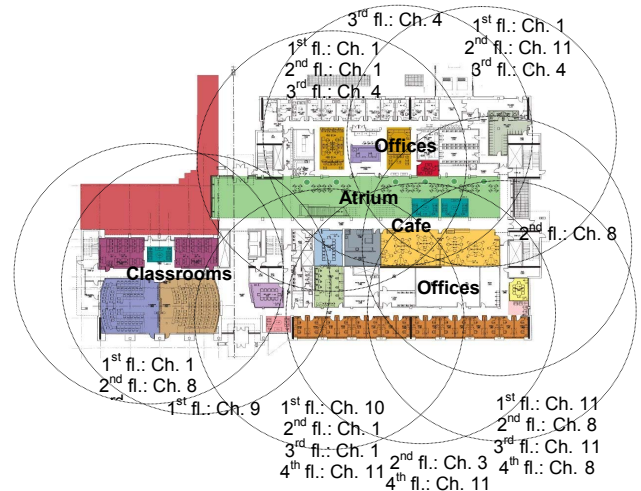 3rd fl.: Ch. 4
1st fl.: Ch. 1
2nd fl.: Ch. 11
3rd fl.: Ch. 4
1st fl.: Ch. 1
2nd fl.: Ch. 1
3rd fl.: Ch. 4
Offices
Atrium
Cafe
2nd fl.: Ch. 8
Classrooms
Offices
1st fl.: Ch. 1
2nd fl.: Ch. 8
1st fl.: Ch. 9
1st fl.: Ch. 10
2nd fl.: Ch. 1
3rd fl.: Ch. 1
4th fl.: Ch. 11
2nd fl.: Ch. 3
4th fl.: Ch. 11
1st fl.: Ch. 11
2nd fl.: Ch. 8
3rd fl.: Ch. 11
4th fl.: Ch. 8